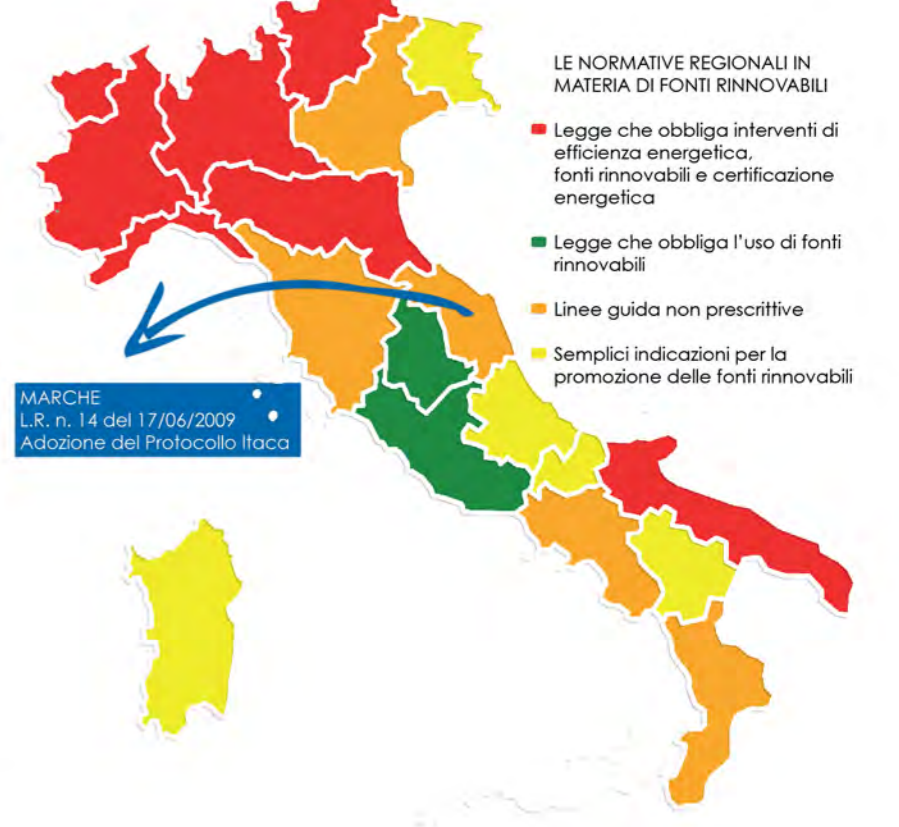 LE NORMATIVE REGIONALI IN
MATERIA DI FONTI RINNOVABILI
Legge che obbliga interventi di
efficienza energetica,
fonti rinnovabili e certificazione
energetica
Legge che obbliga l'uso di fonti
rinnovabili
Linee guida non prescrittive
Semplici indicazioni per la
promozione delle fonti rinnovabili
MARCHE
L.R. n. 14 del 17/06/2009
Adozione del Protocollo Itaca